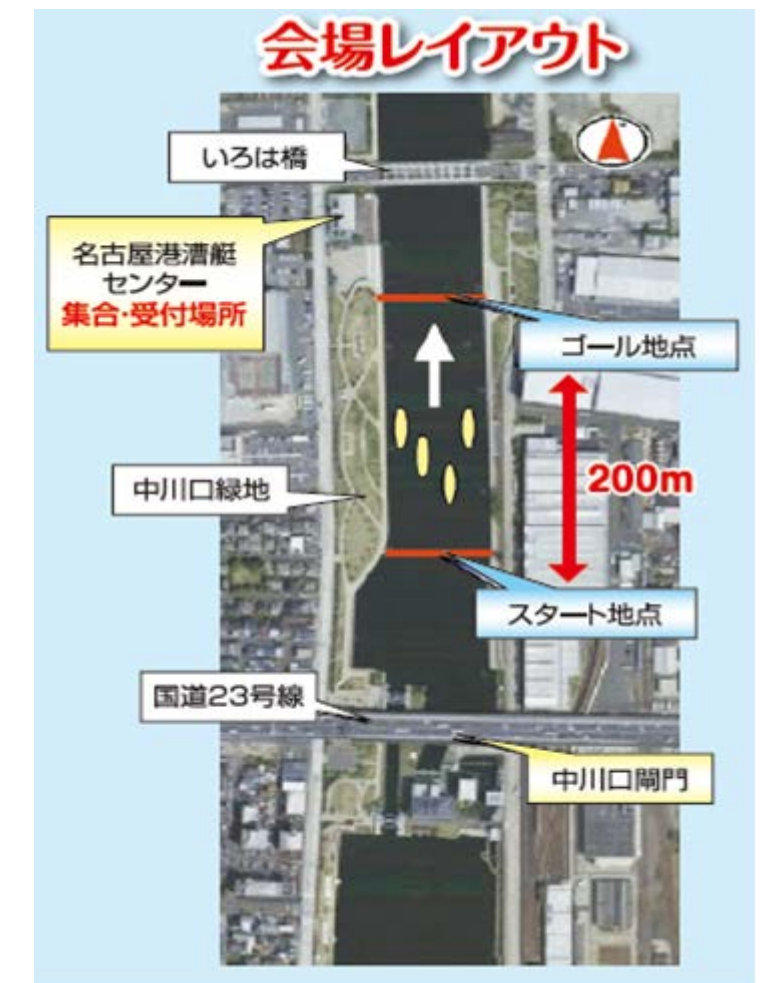 会場レイアウト
いろは橋
名古屋港漕艇
センター
集合・受付場所
ゴール地点
200m
中川口緑地
スタート地点
国道23号線
中川口閘門